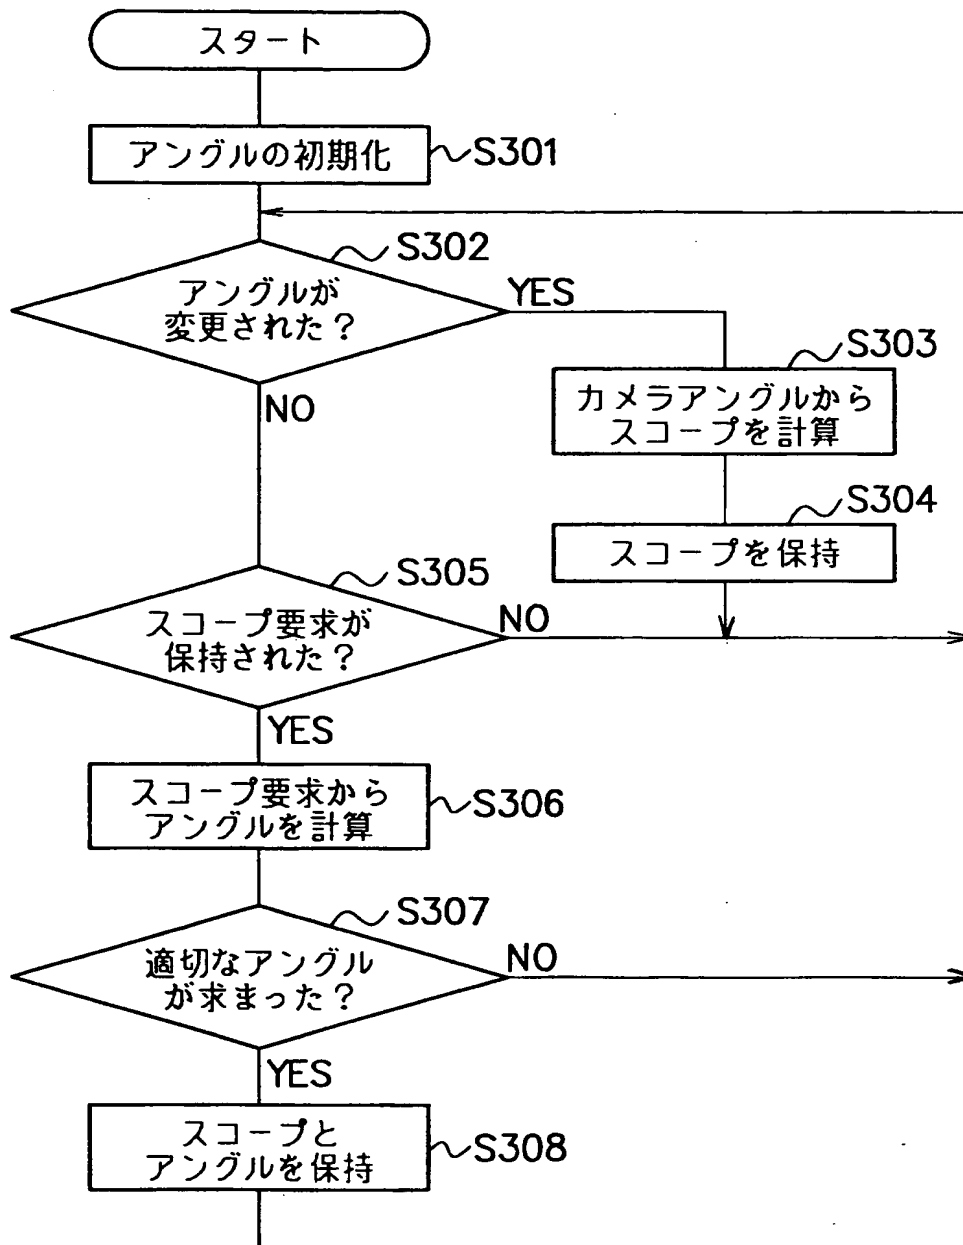 スタート
アングルの初期化
S301
S302
アングルが
変更された？
YES
NO
S303
カメラアングルから
スコープを計算
S304
スコープを保持
S305
スコープ要求が
保持された？
NO
YES
スコープ要求から
アングルを計算
S306
S307
適切なアングル
が求まった？
NO
YES
スコープと
アングルを保持
S308